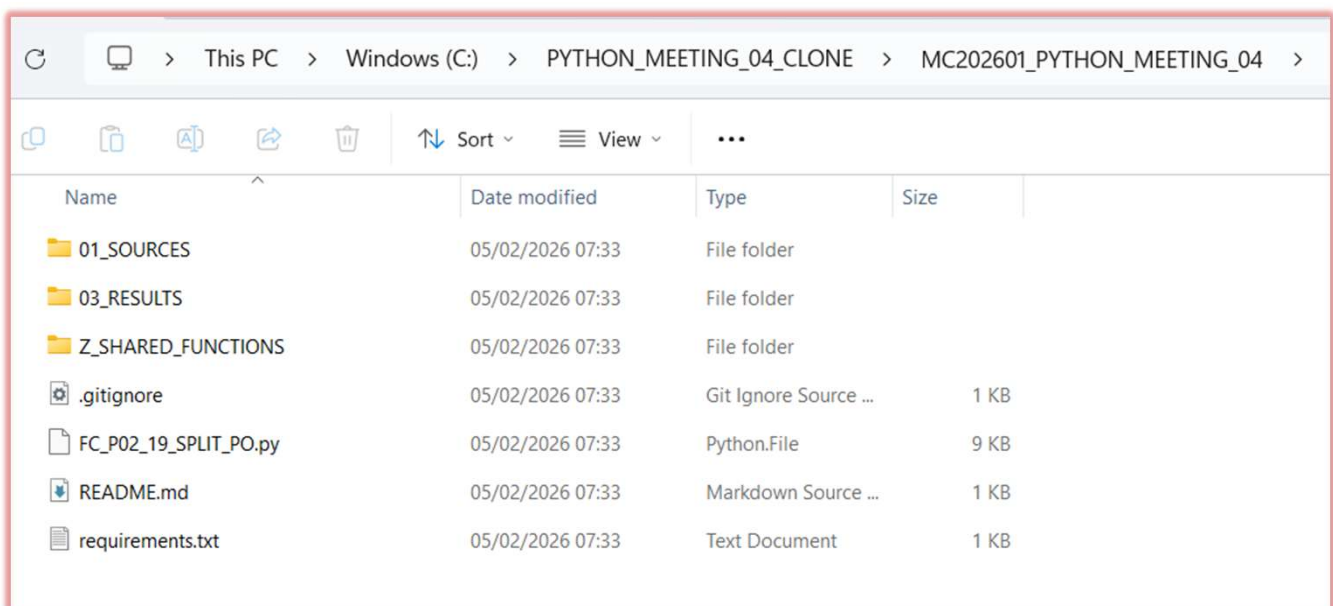 This PC > Windows (C:) > PYTHON_MEETING_04_CLONE > MC202601_PYTHON_MEETING_04 >
Sort View •••
Name Date modified Type Size
01_SOURCES 05/02/2026 07:33 File folder
03_RESULTS 05/02/2026 07:33 File folder
Z_SHARED_FUNCTIONS 05/02/2026 07:33 File folder
.gitignore 05/02/2026 07:33 Git Ignore Source ... 1 KB
FC_P02_19_SPLIT_PO.py 05/02/2026 07:33 Python.File 9 KB
README.md 05/02/2026 07:33 Markdown Source ... 1 KB
requirements.txt 05/02/2026 07:33 Text Document 1 KB